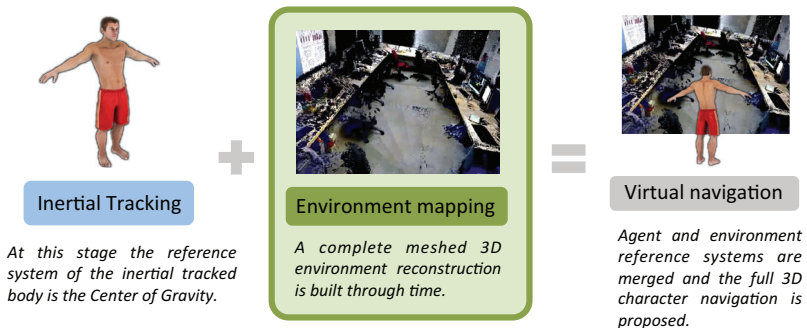 Inertial Tracking
At this stage the reference
system of the inertial tracked
body is the Center of Gravity.
+
Environment mapping
A complete meshed 3D
environment reconstruction
is built through time.
=
Virtual navigation
Agent and environment
reference systems are
merged and the full 3D
character navigation is
proposed.